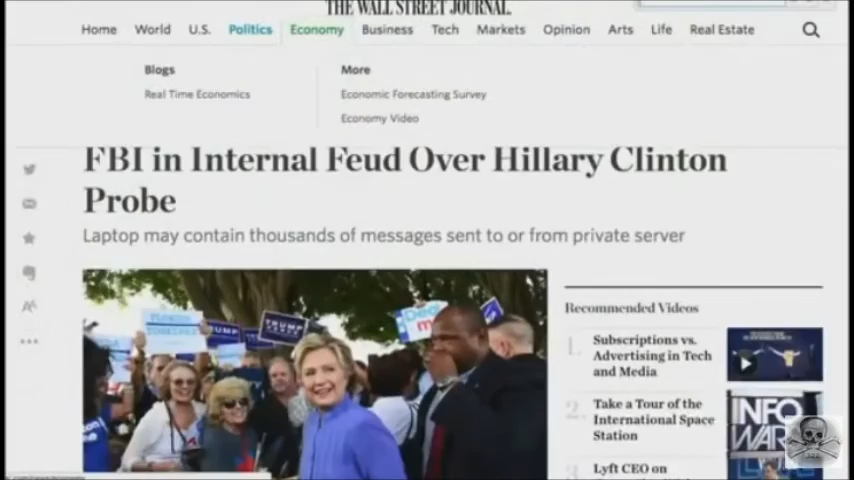 THE WALL STREET JOURNAL.
Home World U.S. Politics Economy Business Tech Markets Opinion Arts Life Real Estate
Blogs
Real Time Economics
More
Economic Forecasting Survey
Economy Video
FBI in Internal Feud Over Hillary Clinton
Probe
Laptop may contain thousands of messages sent to or from private server
TRUMP
Recommended Videos
1. Subscriptions vs.
Advertising in Tech
and Media
2. Take a Tour of the
International Space
Station
3. Lyft CEO on
INFO
WAR